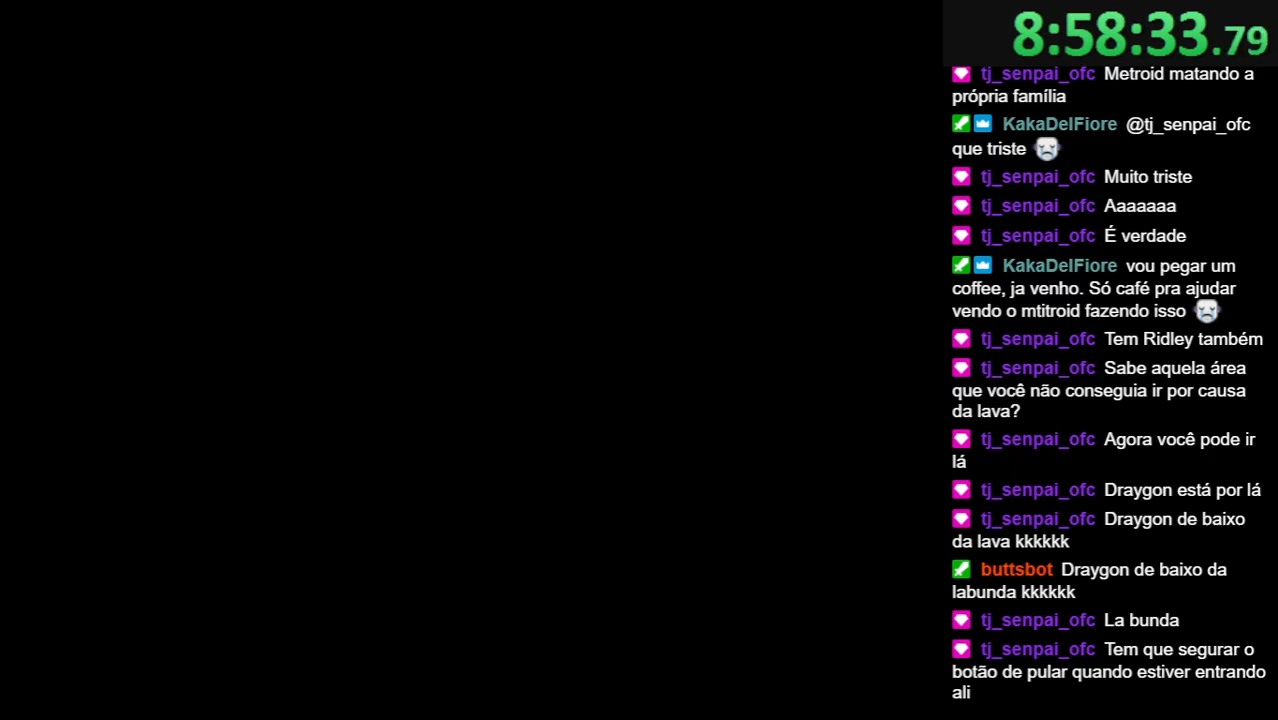 8:58:33.79
tj_senpai_ofc Metroid matando a
própria família
KakaDelFiore @tj_senpai_ofc
que triste
tj_senpai_ofc Muito triste
tj_senpai_ofc Aaaaaaa
tj_senpai_ofc É verdade
KakaDelFiore vou pegar um
coffee, ja venho. Só café pra ajudar
vendo o mtitroid fazendo isso
tj_senpai_ofc Tem Ridley também
tj_senpai_ofc Sabe aquela área
que você não conseguia ir por causa
da lava?
tj_senpai_ofc Agora você pode ir
lá
tj_senpai_ofc Draygon está por lá
tj_senpai_ofc Draygon de baixo
da lava kkkkkk
buttsbot Draygon de baixo da
labunda kkkkkk
tj_senpai_ofc La bunda
tj_senpai_ofc Tem que segurar o
botão de pular quando estiver entrando
ali